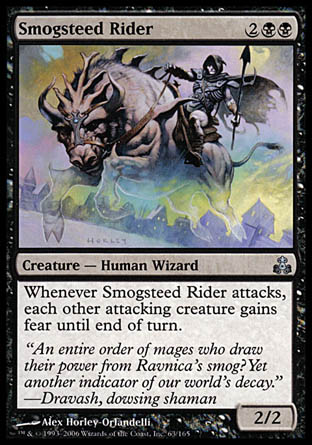 Smogsteed Rider 2
HORLEY
Creature — Human Wizard
Whenever Smogsteed Rider attacks,
each other attacking creature gains
fear until end of turn.
“An entire order of mages who draw
their power from Ravnica’s smog? Yet
another indicator of our world’s decay.”
—Dravash, dowsing shaman
Alex Horley-Orlandelli
™ & © 1993–2006 Wizards of the Coast, Inc. 63/165
2/2